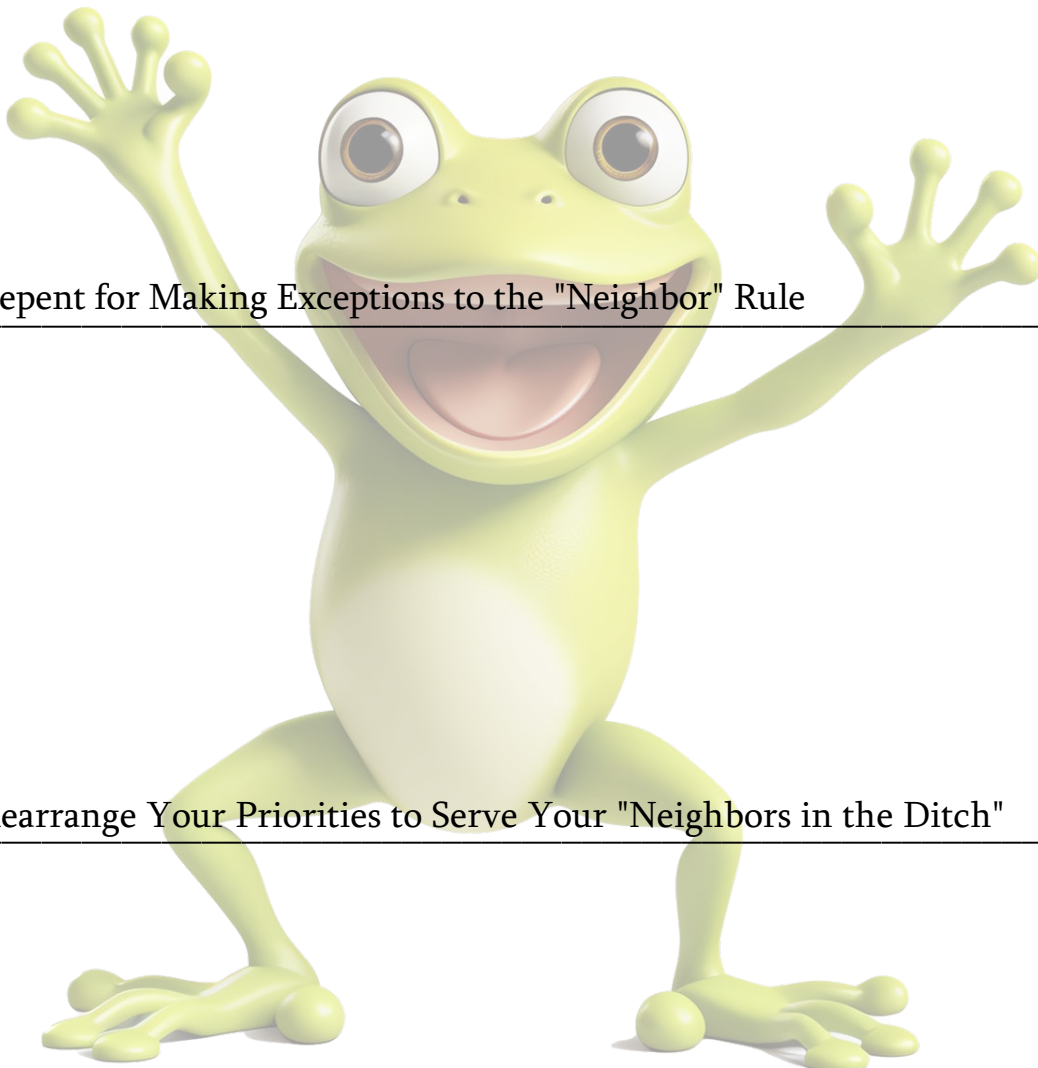 epent for Making Exceptions to the "Neighbor" Rule
earrange Your Priorities to Serve Your "Neighbors in the Ditch"